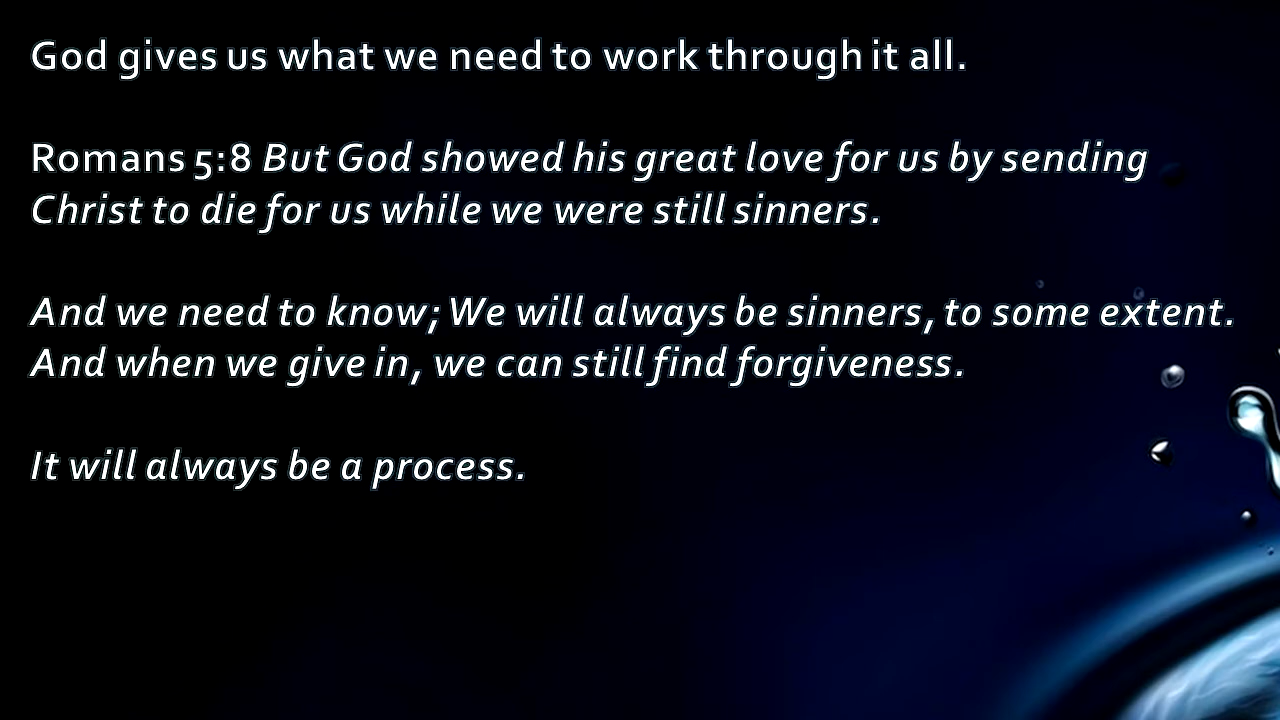 God gives us what we need to work through it all.
Romans 5:8 But God showed his great love for us by sending
Christ to die for us while we were still sinners.
And we need to know; We will always be sinners, to some extent.
And when we give in, we can still find forgiveness.
It will always be a process.